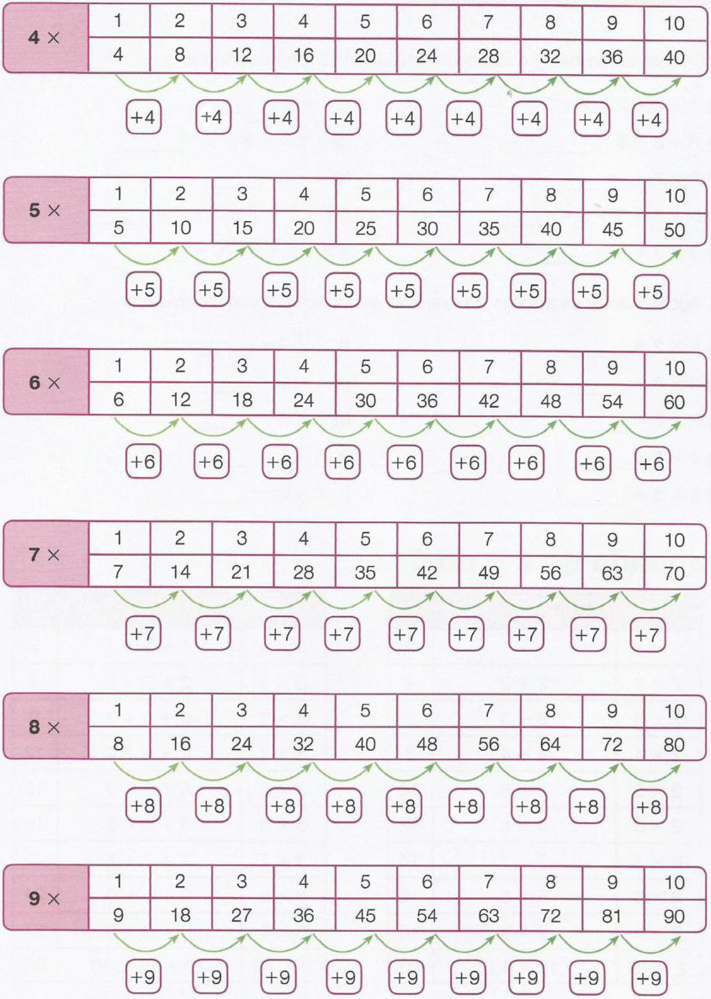 4 × 1 2 3 4 5 6 7 8 9 10
4 8 12 16 20 24 28 32 36 40
+4 +4 +4 +4 +4 +4 +4 +4 +4
5 × 1 2 3 4 5 6 7 8 9 10
5 10 15 20 25 30 35 40 45 50
+5 +5 +5 +5 +5 +5 +5 +5 +5
6 × 1 2 3 4 5 6 7 8 9 10
6 12 18 24 30 36 42 48 54 60
+6 +6 +6 +6 +6 +6 +6 +6 +6
7 × 1 2 3 4 5 6 7 8 9 10
7 14 21 28 35 42 49 56 63 70
+7 +7 +7 +7 +7 +7 +7 +7 +7
8 × 1 2 3 4 5 6 7 8 9 10
8 16 24 32 40 48 56 64 72 80
+8 +8 +8 +8 +8 +8 +8 +8 +8
9 × 1 2 3 4 5 6 7 8 9 10
9 18 27 36 45 54 63 72 81 90
+9 +9 +9 +9 +9 +9 +9 +9 +9